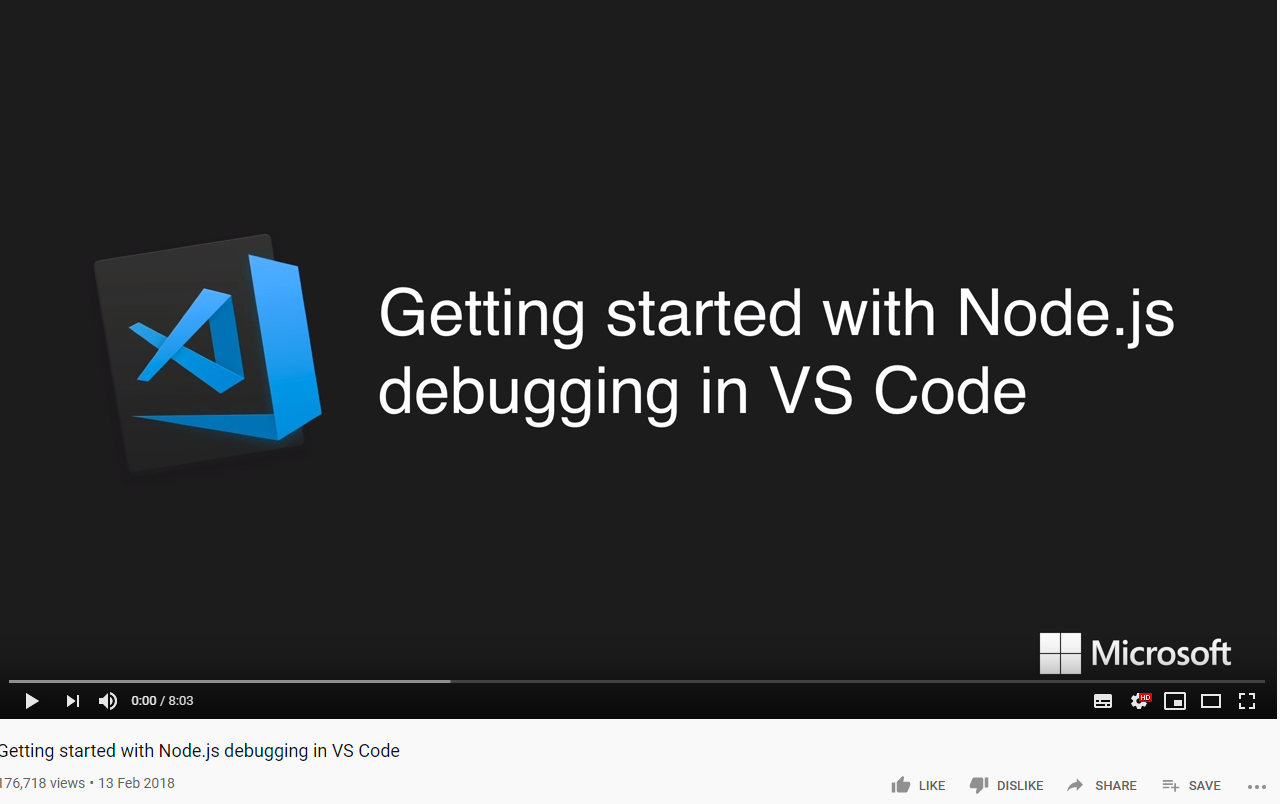 Getting started with Node.js
debugging in VS Code
Microsoft
0:00 / 8:03
HD
Getting started with Node.js debugging in VS Code
176,718 views • 13 Feb 2018
LIKE
DISLIKE
SHARE
SAVE